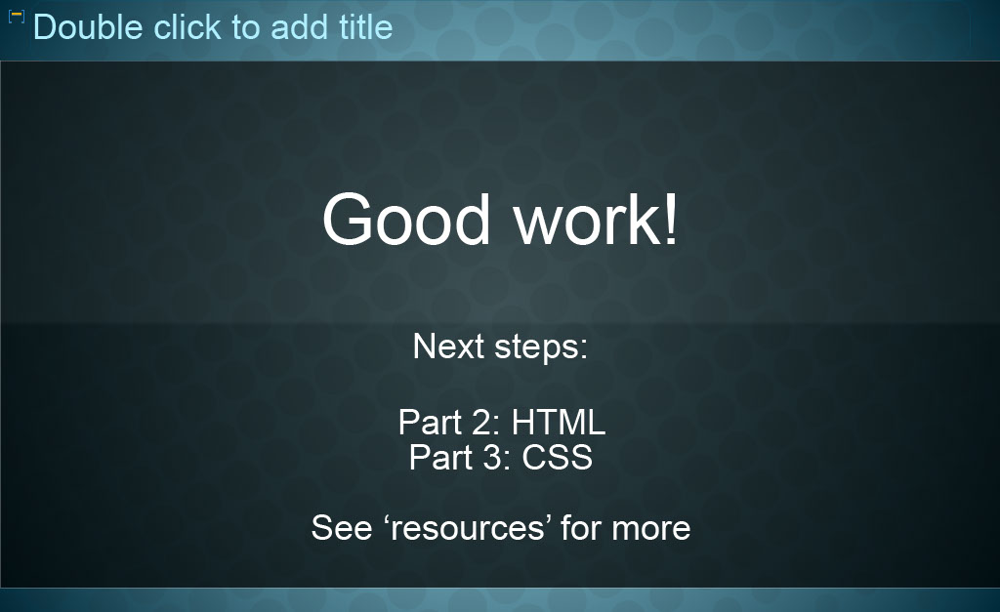 Double click to add title
Good work!
Next steps:
Part 2: HTML
Part 3: CSS
See ‘resources’ for more